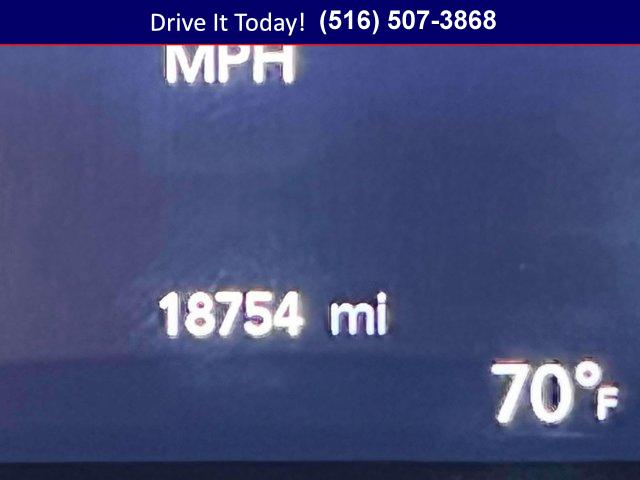 Drive It Today! (516) 507-3868
MPH
18754 mi
70°F